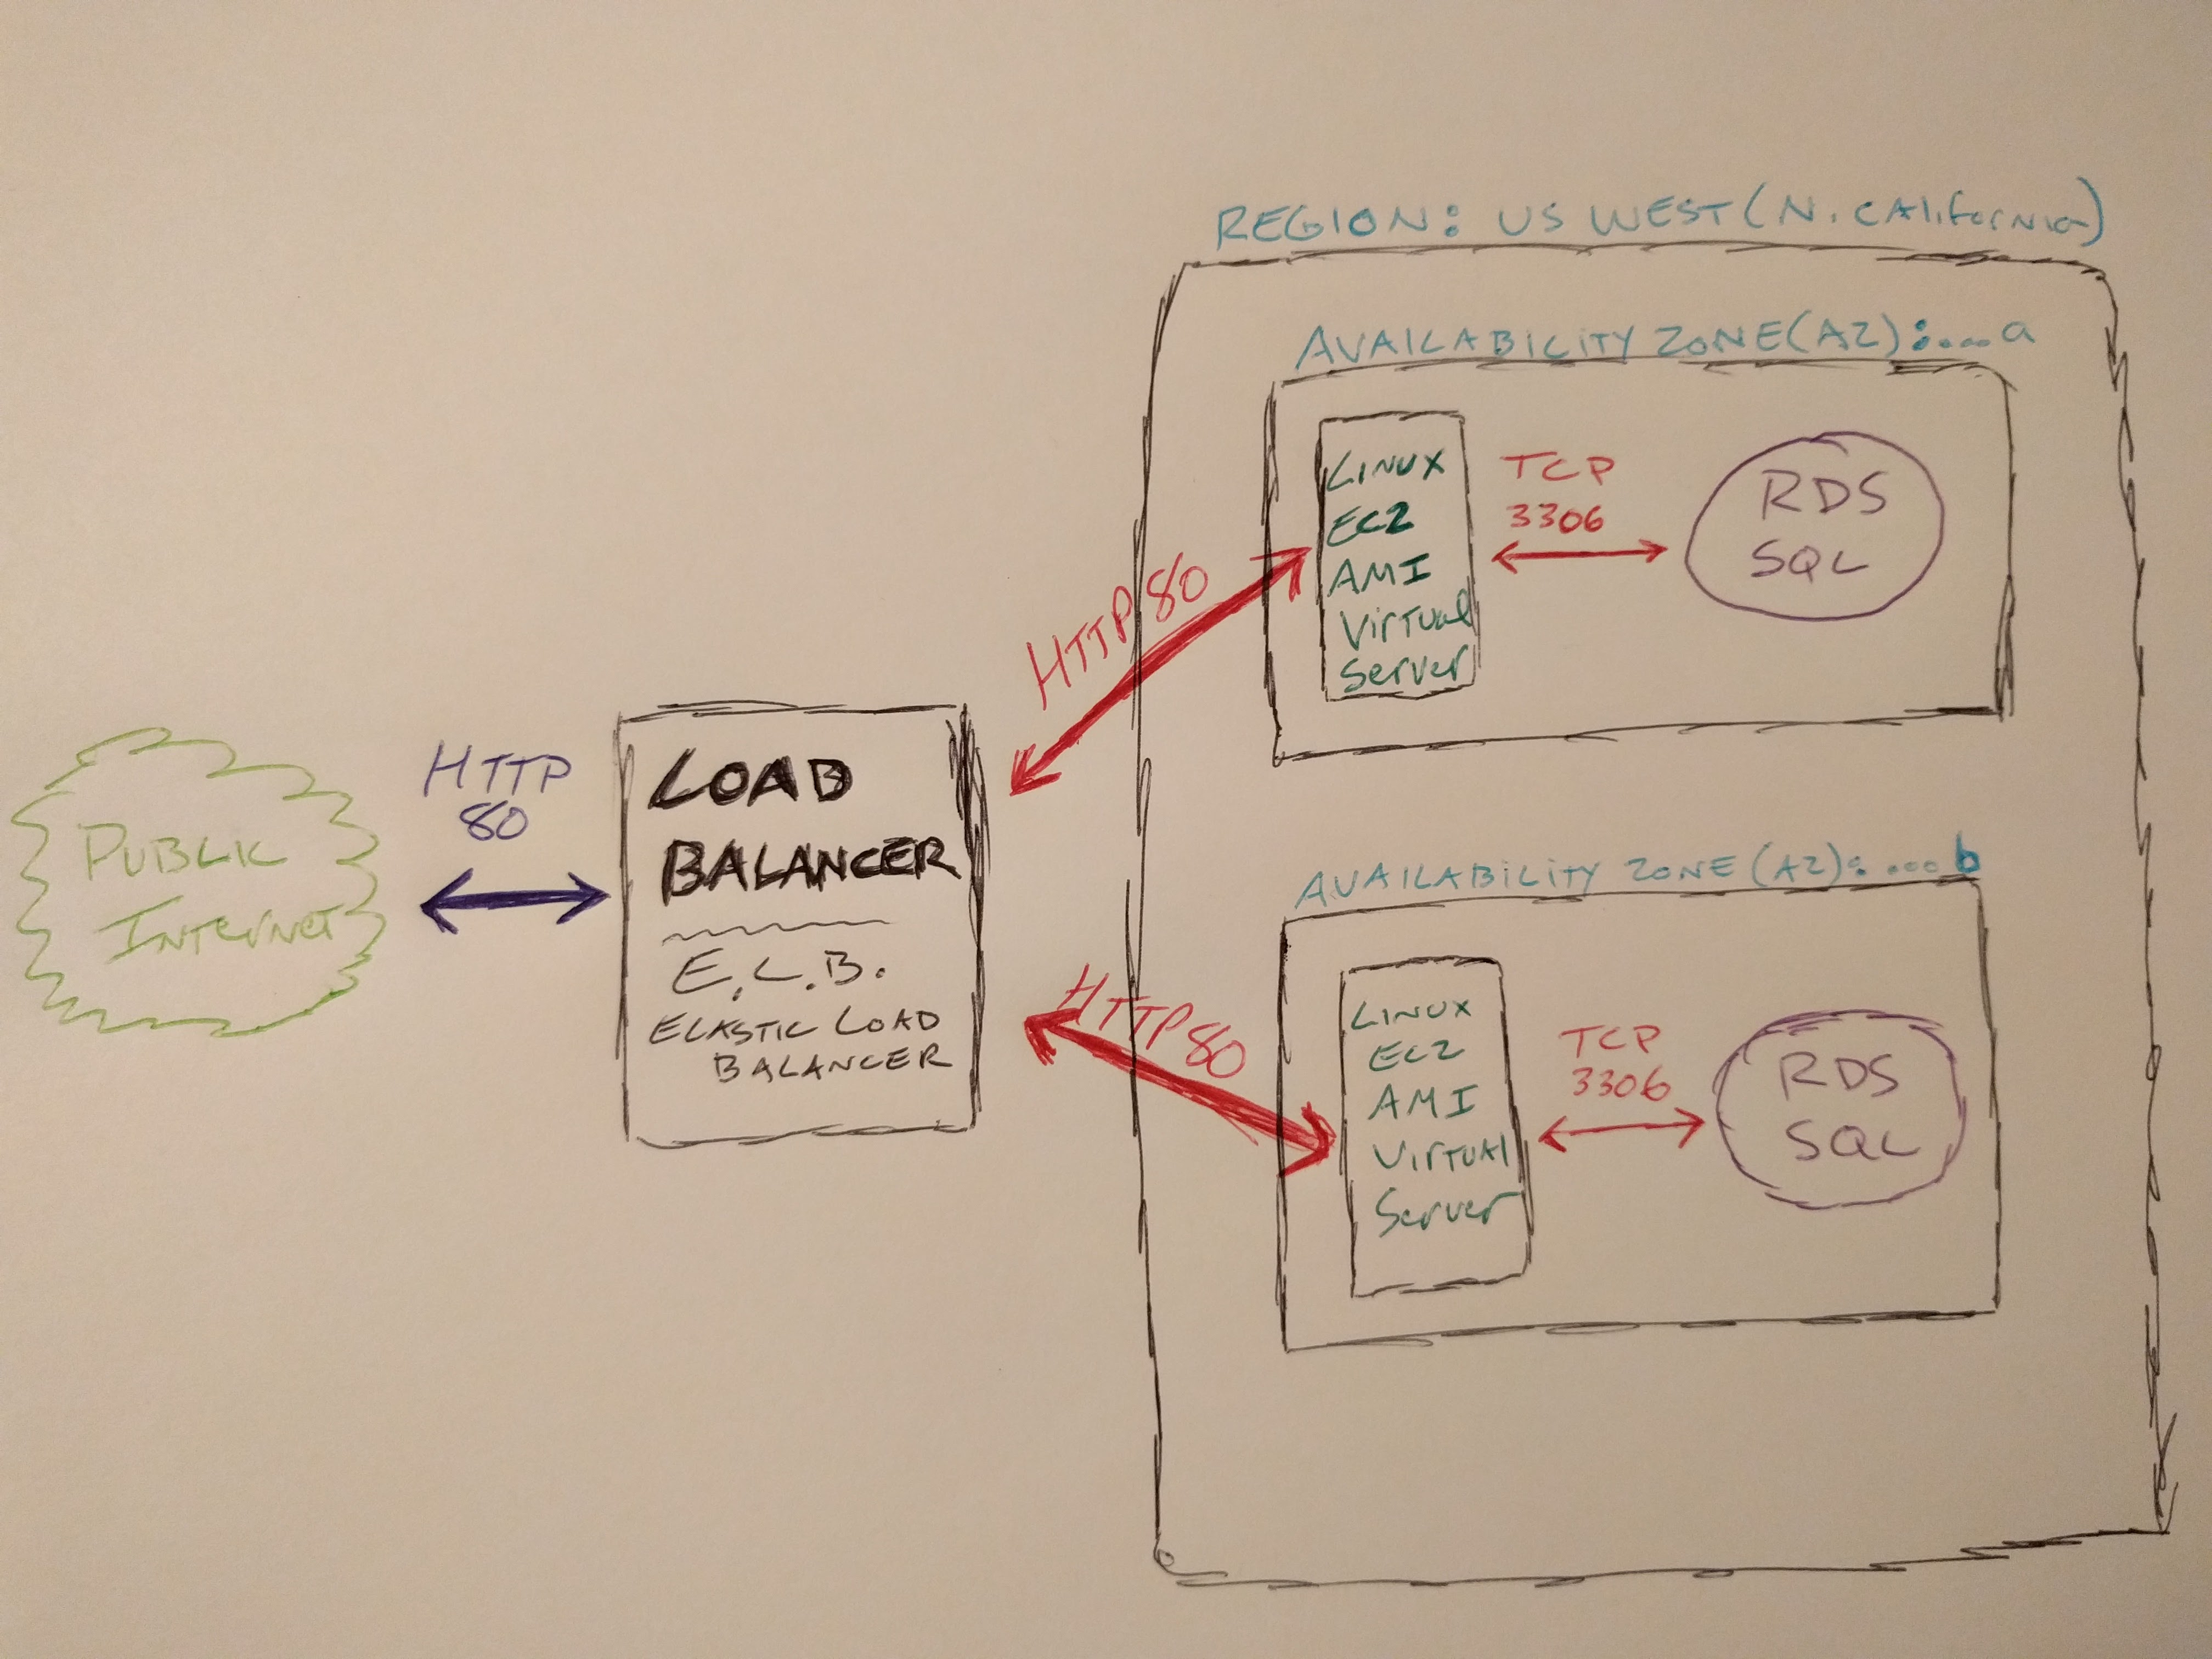 REGION: US WEST (N. California)
AVAILABILITY ZONE (AZ):....a
LINUX
EC2
AMI
Virtual
Server
TCP
3306
RDS
SQL
HTTP 80
PUBLIC
INTERNET
HTTP
80
LOAD
BALANCER
E.L.B.
ELASTIC LOAD
BALANCER
HTTP 80
AVAILABILITY ZONE (AZ): ...b
LINUX
EC2
AMI
VIRTUAL
Server
TCP
3306
RDS
SQL